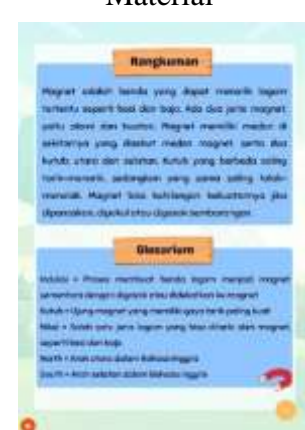 Material
Rangkuman
Magnet adalah benda yang dapat menarik logam
tertentu seperti besi dan baja. Ada dua jenis magnet
yaitu alami dan buatan. Magnet memiliki medan di
sekitarnya yang disebut medan magnet serta dua
kutub, utara dan selatan. Kutub yang berbeda saling
tarik-menarik, sedangkan yang sama saling tolak-
menolak. Magnet bisa kehilangan kekuatannya jika
dipanaskan, dipukul atau digosok sembarangan.
Glosarium
Induksi = Proses membuat benda logam menjadi magnet
sementara dengan digosok atau didekatkan ke magnet
Kutub = Ujung magnet yang memiliki gaya tarik paling kuat
Nikel = Salah satu jenis logam yang bisa ditarik oleh magnet
seperti besi dan baja
North = Arah utara dalam Bahasa Inggris
South = Arah selatan dalam Bahasa Inggris